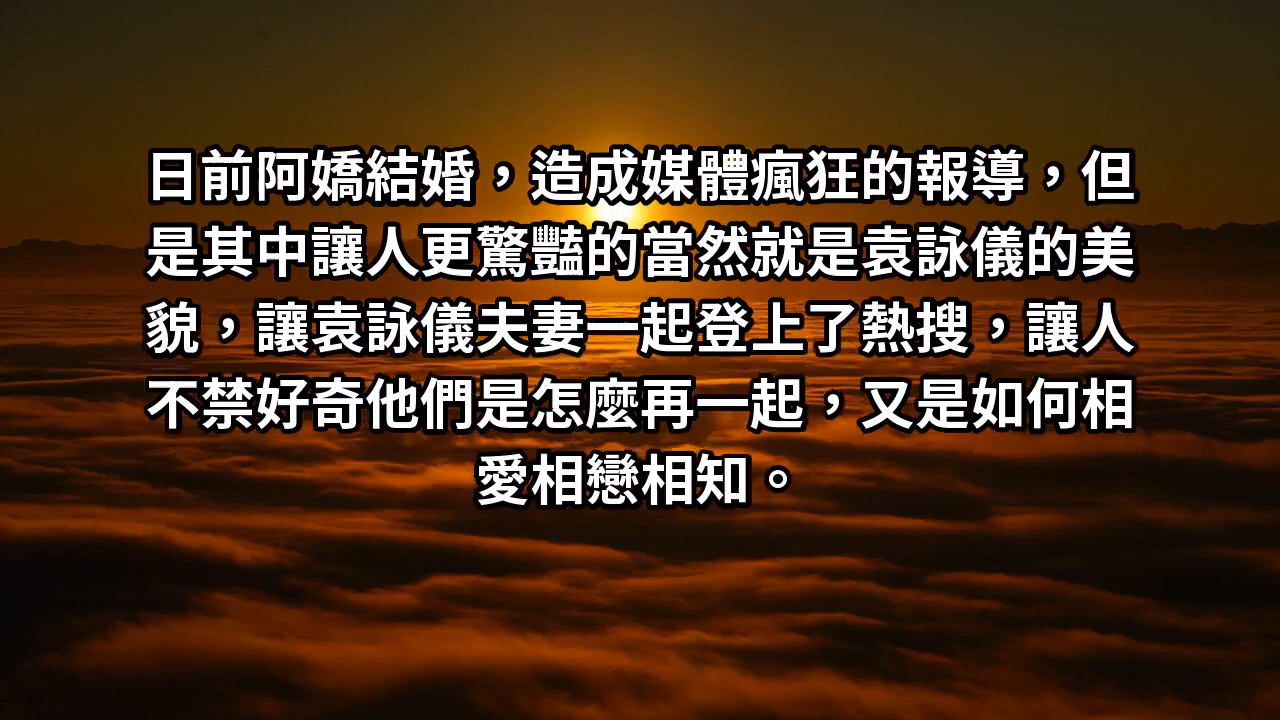 日前阿嬌結婚，造成媒體瘋狂的報導，但
是其中讓人更驚豔的當然就是袁詠儀的美
貌，讓袁詠儀夫妻一起登上了熱搜，讓人
不禁好奇他們是怎麼再一起，又是如何相
愛相戀相知。